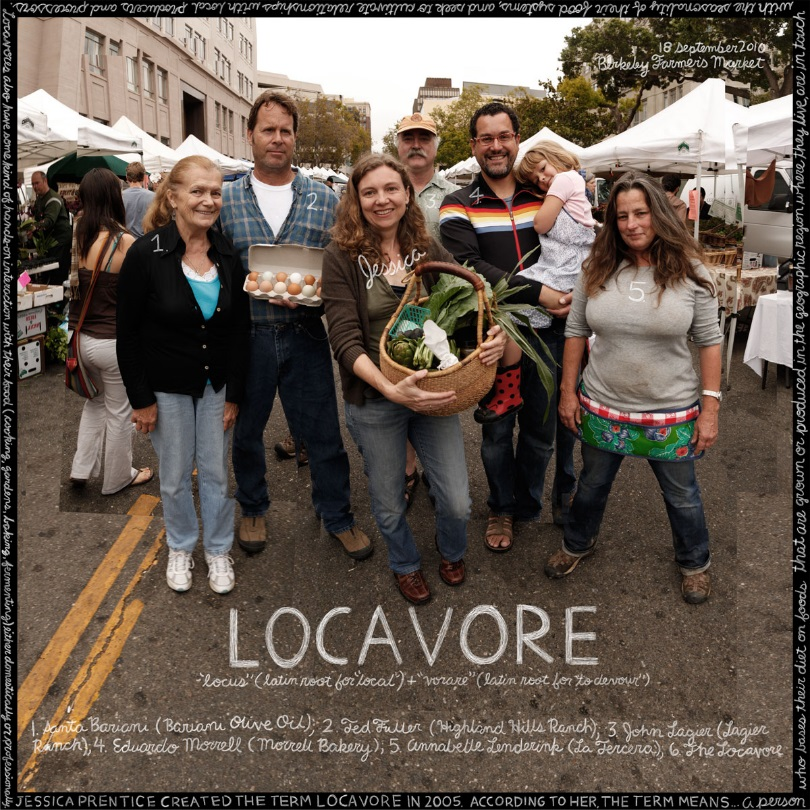 18 September 2010
Berkeley Farmers Market
1.
2.
3
4.
5
Jessica
LOCAVORE
"locus" (latin root for "local") + "vorare" (latin root for "to devour")
1. Santa Bariani (Bariani Olive Oil); 2. Ted Fuller (Highland Hills Ranch); 3. John Lagier (Lagier
Ranch), 4. Eduardo Morrell (Morrell Bakery); 5. Annabelle Lenderink (La Tercera); 6. The Locavore
JESSICA PRENTICE CREATED THE TERM LOCAVORE IN 2005. ACCORDING TO HER, THE TERM MEANS... a person
who bases their diet on foods that are grown or produced in the geographic region where they live are in touch
with the seasonality of their food systems, and seek to cultivate relationships with local producers and processors.
Locavores also have some kind of hands-on interaction with their food (cooking, gardens, baking, fermenting) either domestically or professionally.